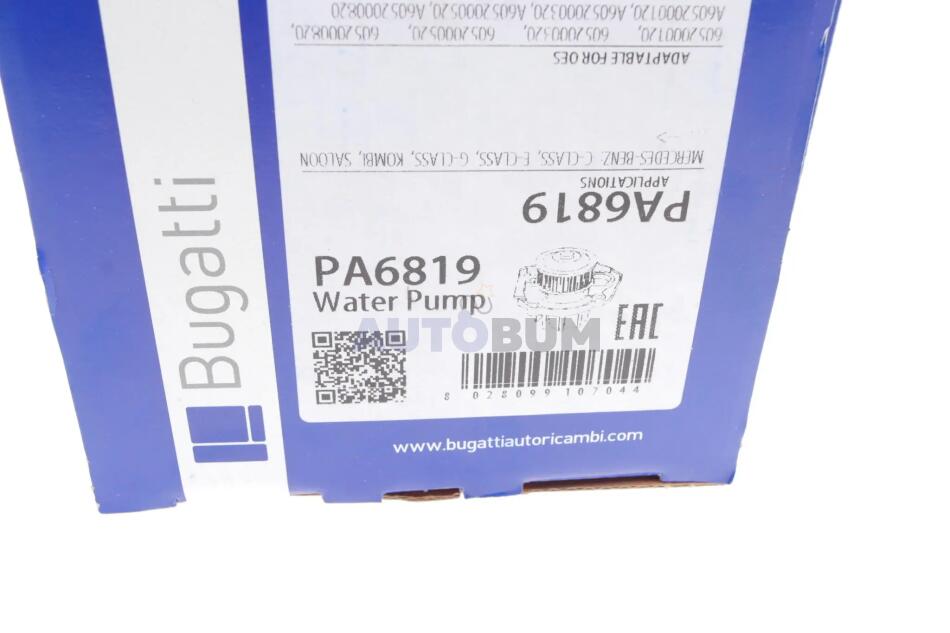 Bugatti
PA6819
Water Pump
EAC
8 028099 107044
www.bugattiautoricambi.com
AUTOBUM
PA6819
APPLICATIONS
MERCEDES-BENZ: C-CLASS, E-CLASS, G-CLASS, KOMBI, SALOON
ADAPTABLE FOR OES
6052000120, 6052000320, 6052000520, 6052000820,
A6052000120, A6052000320, A6052000520, A6052000820